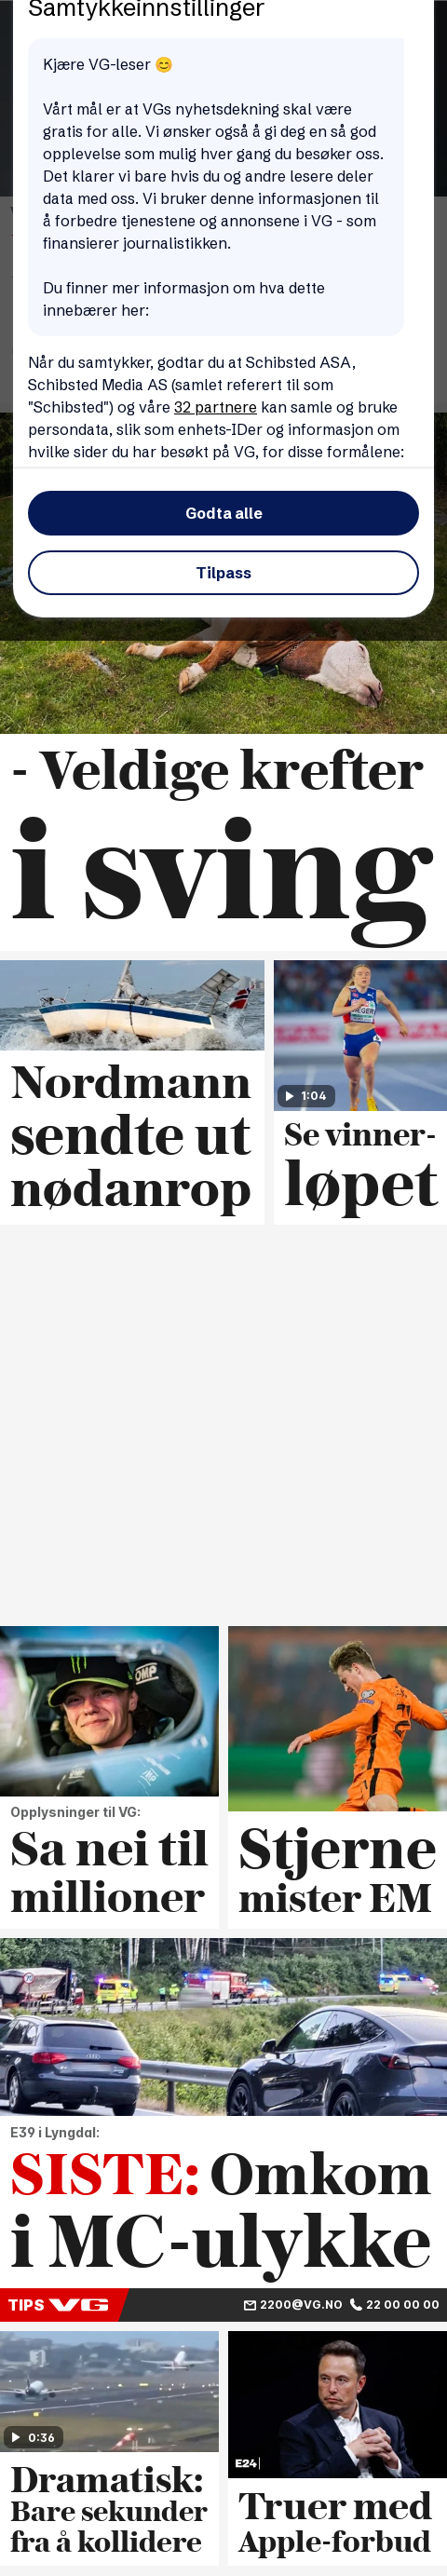 Samtykkeinnstillinger
Kjære VG-leser 😊
Vårt mål er at VGs nyhetsdekning skal være
gratis for alle. Vi ønsker også å gi deg en så god
opplevelse som mulig hver gang du besøker oss.
Det klarer vi bare hvis du og andre lesere deler
data med oss. Vi bruker denne informasjonen til
å forbedre tjenestene og annonsene i VG - som
finansierer journalistikken.
Du finner mer informasjon om hva dette
innebærer her:
Når du samtykker, godtar du at Schibsted ASA,
Schibsted Media AS (samlet referert til som
"Schibsted") og våre 32 partnere kan samle og bruke
persondata, slik som enhets-IDer og informasjon om
hvilke sider du har besøkt på VG, for disse formålene:
Godta alle
Tilpass
- Veldige krefter
i sving
Nordmann
sendte ut
nødanrop
1:04
Se vinner-
løpet
Opplysninger til VG:
Sa nei til
millioner
Stjerne
mister EM
E39 i Lyngdal:
SISTE: Omkom
i MC-ulykke
TIPS VG 2200@VG.NO 22 00 00 00
0:36
Dramatisk:
Bare sekunder
fra å kollidere
E24
Truer med
Apple-forbud